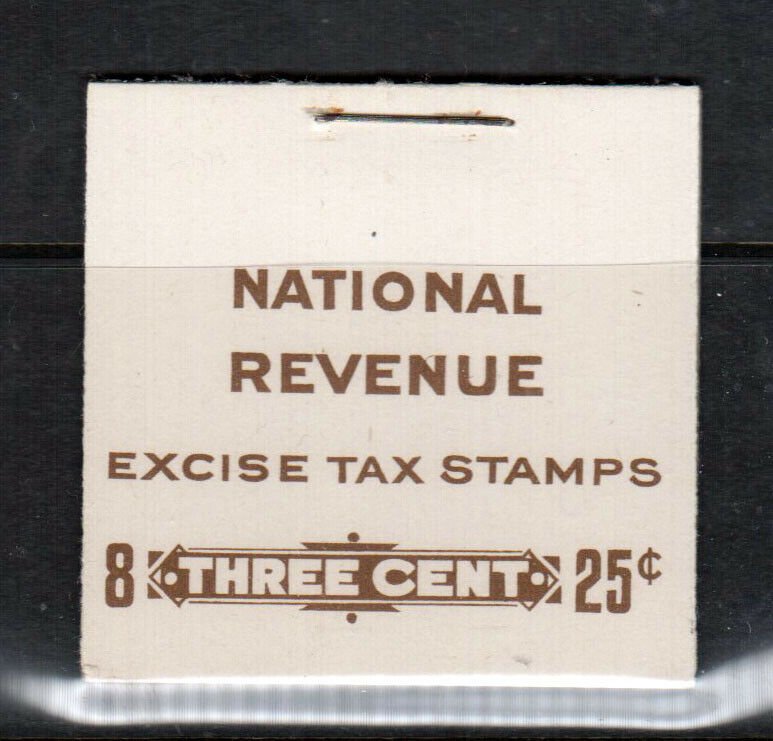 NATIONAL
REVENUE
EXCISE TAX STAMPS
8 THREE CENT 25¢